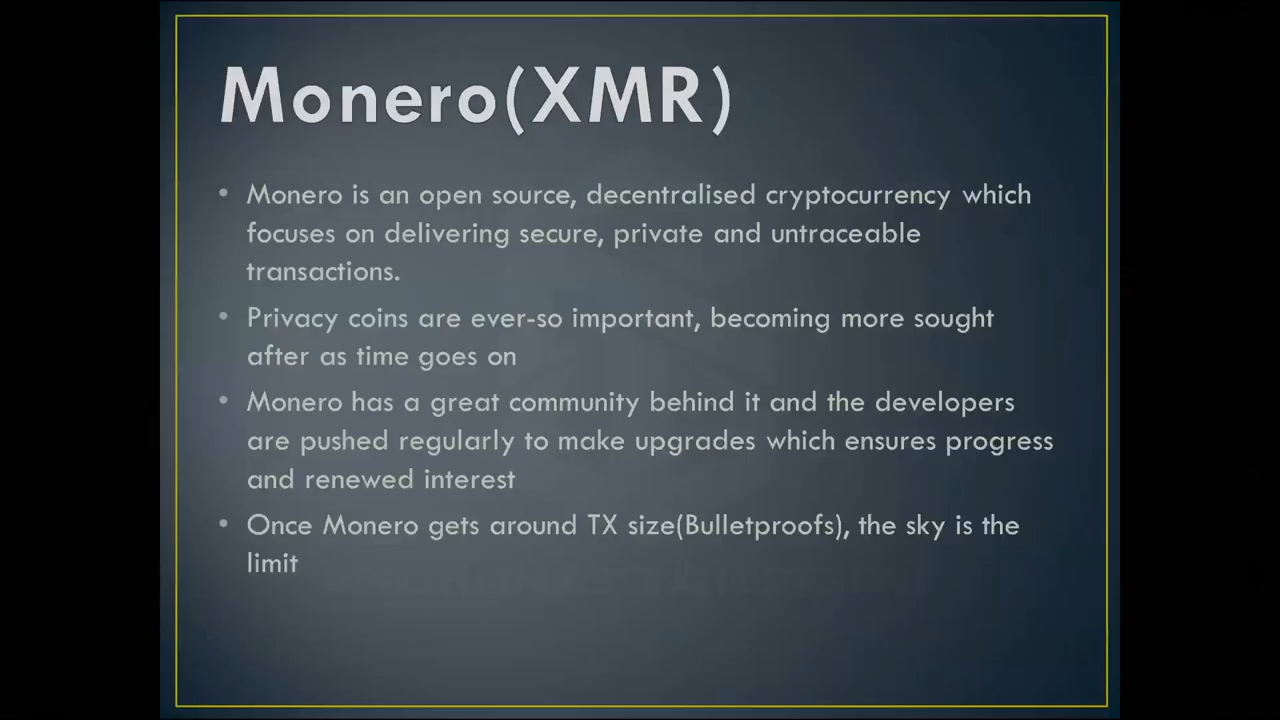 Monero(XMR)
• Monero is an open source, decentralised cryptocurrency which
focuses on delivering secure, private and untraceable
transactions.
• Privacy coins are ever-so important, becoming more sought
after as time goes on
• Monero has a great community behind it and the developers
are pushed regularly to make upgrades which ensures progress
and renewed interest
• Once Monero gets around TX size(Bulletproofs), the sky is the
limit